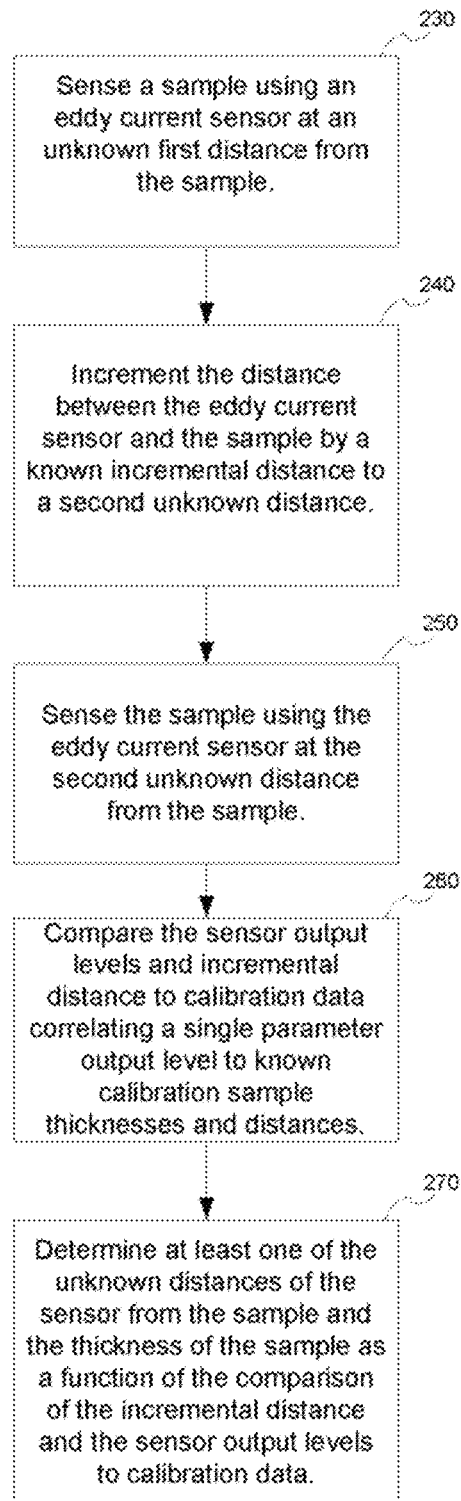 230
Sense a sample using an
eddy current sensor at an
unknown first distance from
the sample.
240
Increment the distance
between the eddy current
sensor and the sample by a
known incremental distance to
a second unknown distance.
250
Sense the sample using the
eddy current sensor at the
second unknown distance
from the sample.
260
Compare the sensor output
levels and incremental
distance to calibration data
correlating a single parameter
output level to known
calibration sample
thicknesses and distances.
270
Determine at least one of the
unknown distances of the
sensor from the sample and
the thickness of the sample as
a function of the comparison
of the incremental distance
and the sensor output levels
to calibration data.